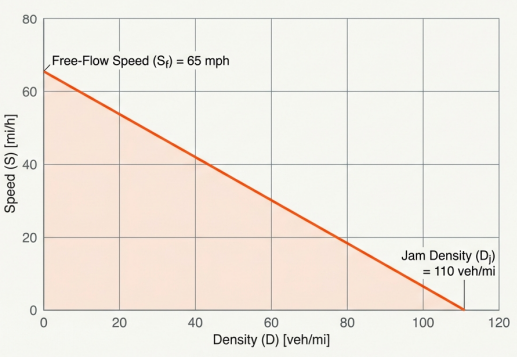 80
Free-Flow Speed (Sf) = 65 mph
60
Speed (S) [mi/h]
40
20
Jam Density (Dj)
= 110 veh/mi
0
0 20 40 60 80 100 120
Density (D) [veh/mi]